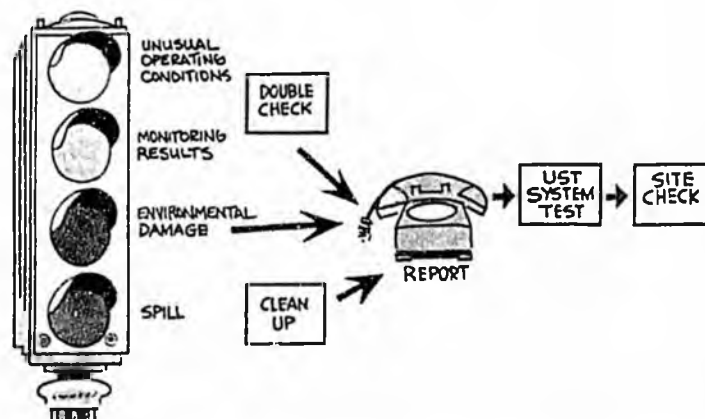 UNUSUAL
OPERATING
CONDITIONS
DOUBLE
CHECK
MONITORING
RESULTS
ENVIRONMENTAL
DAMAGE
REPORT
UST
SYSTEM
TEST
SITE
CHECK
SPILL
CLEAN
UP